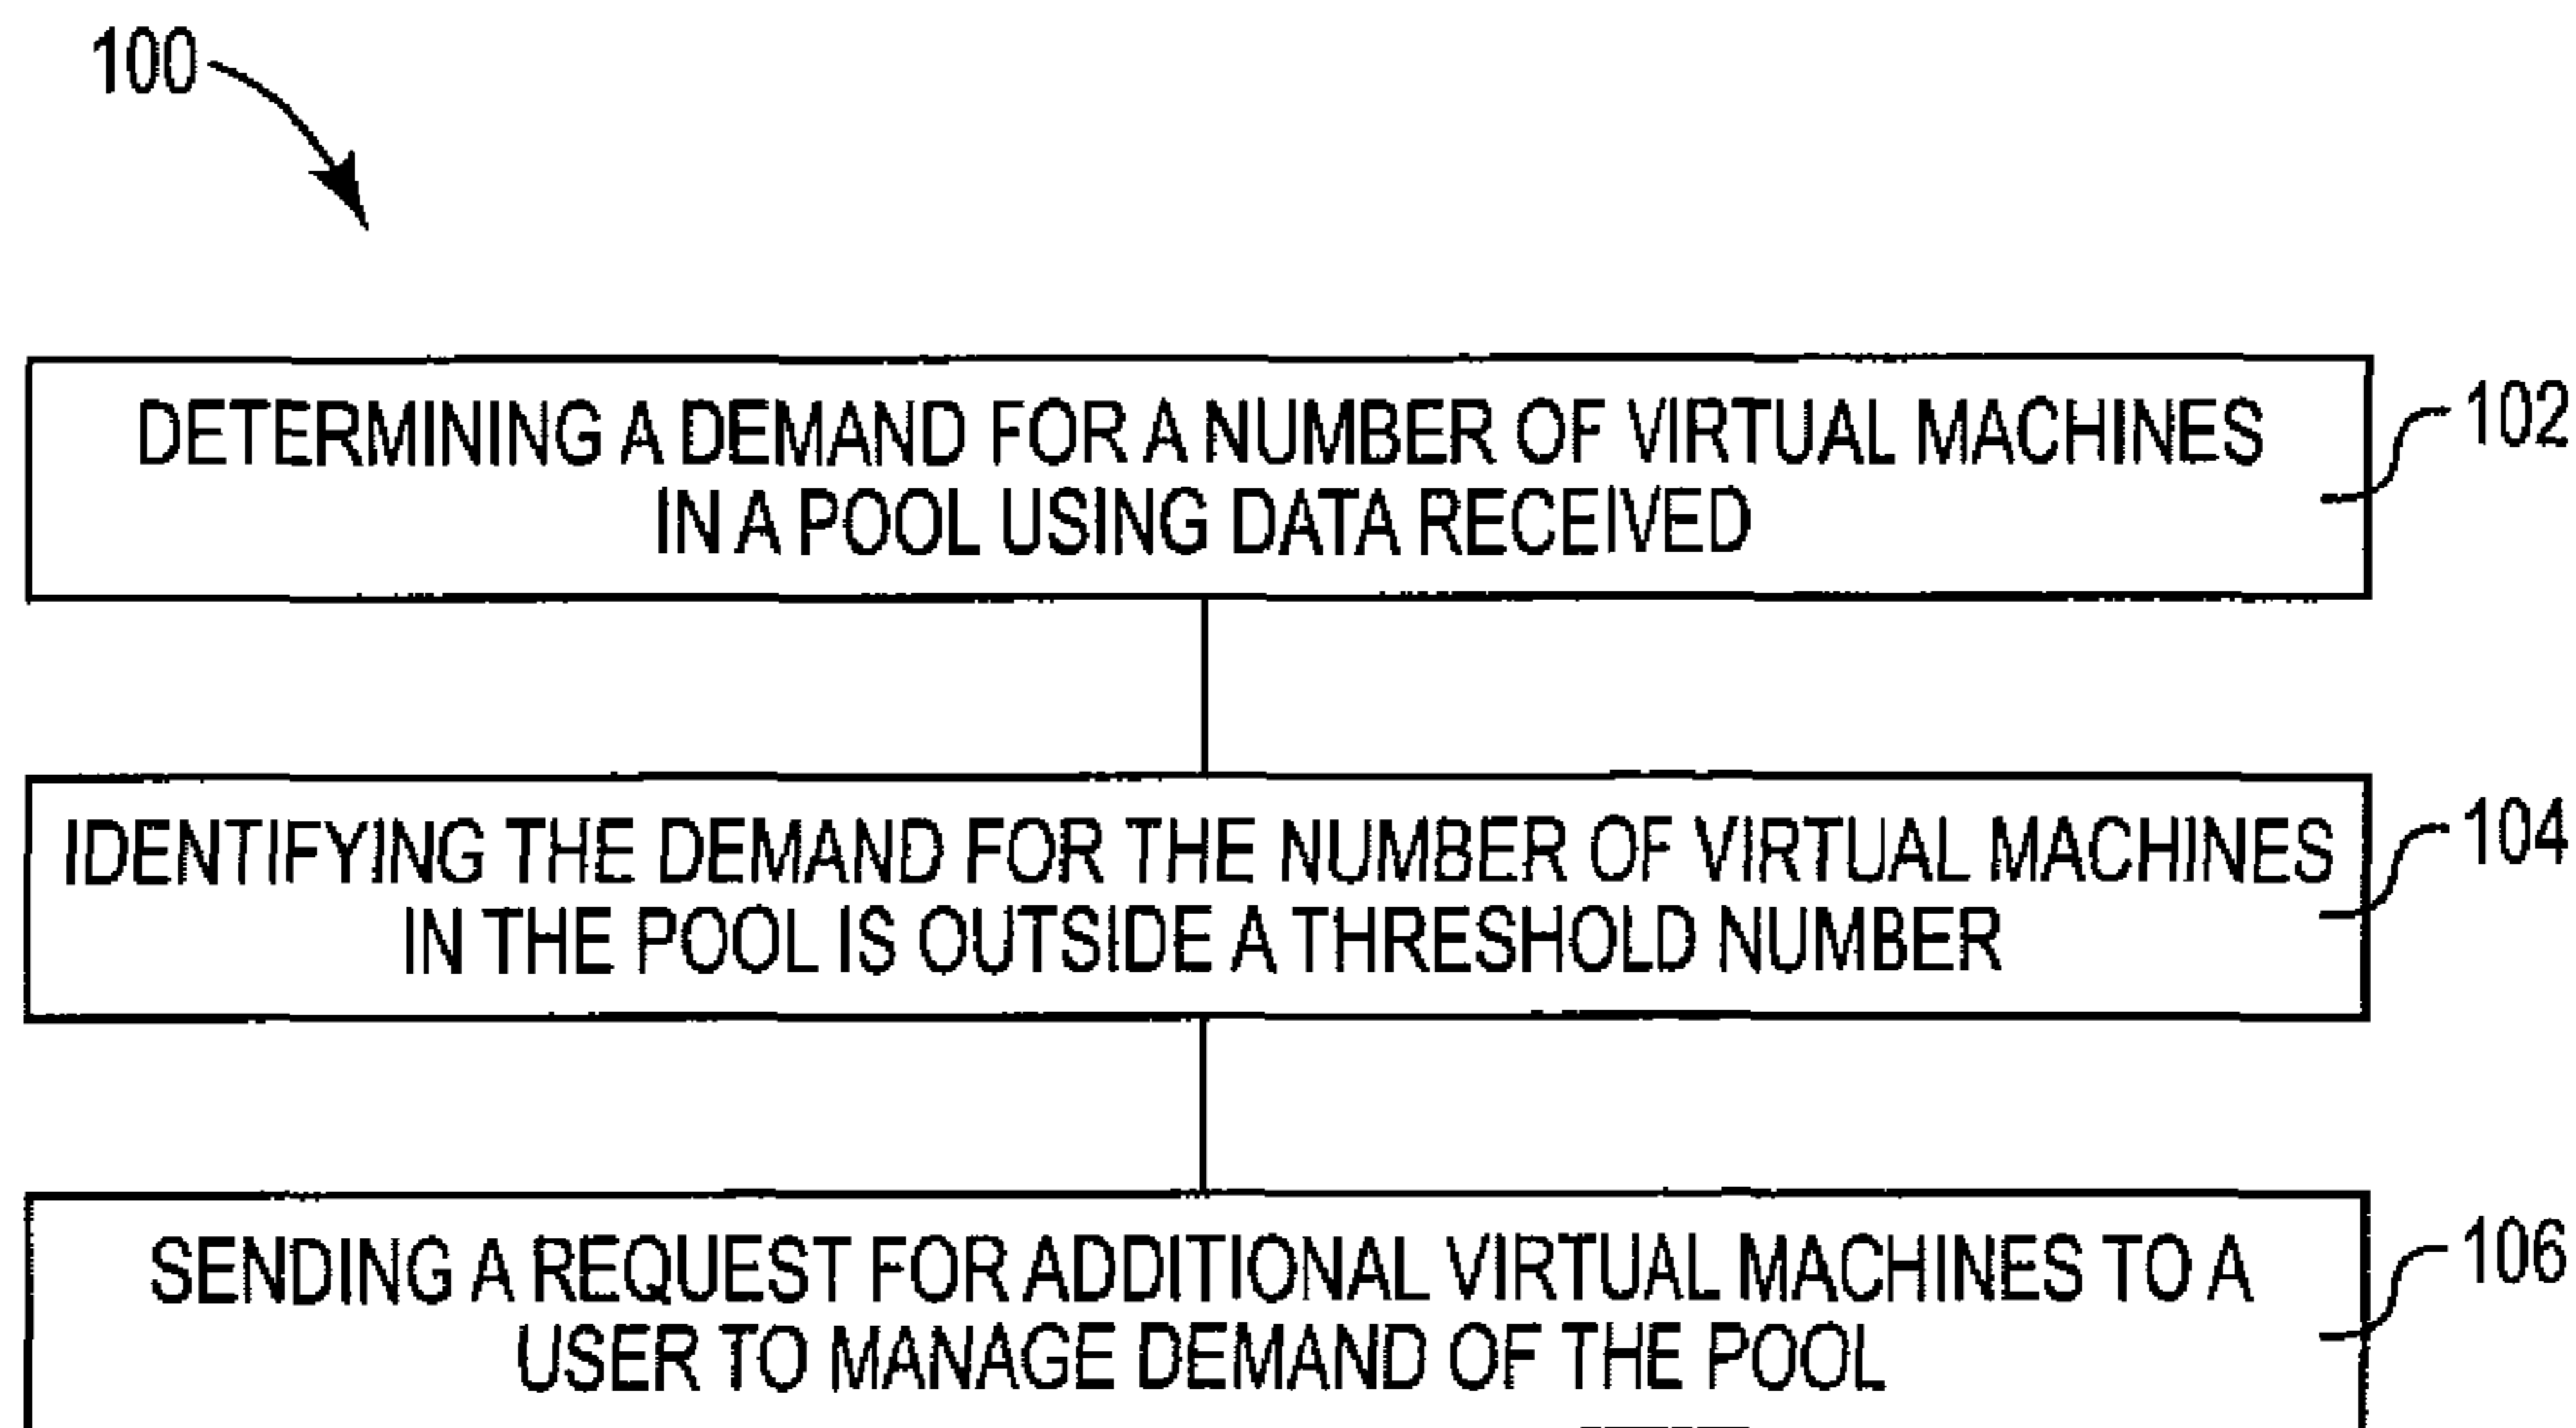 100
DETERMINING A DEMAND FOR A NUMBER OF VIRTUAL MACHINES
IN A POOL USING DATA RECEIVED
102
IDENTIFYING THE DEMAND FOR THE NUMBER OF VIRTUAL MACHINES
IN THE POOL IS OUTSIDE A THRESHOLD NUMBER
104
SENDING A REQUEST FOR ADDITIONAL VIRTUAL MACHINES TO A
USER TO MANAGE DEMAND OF THE POOL
106